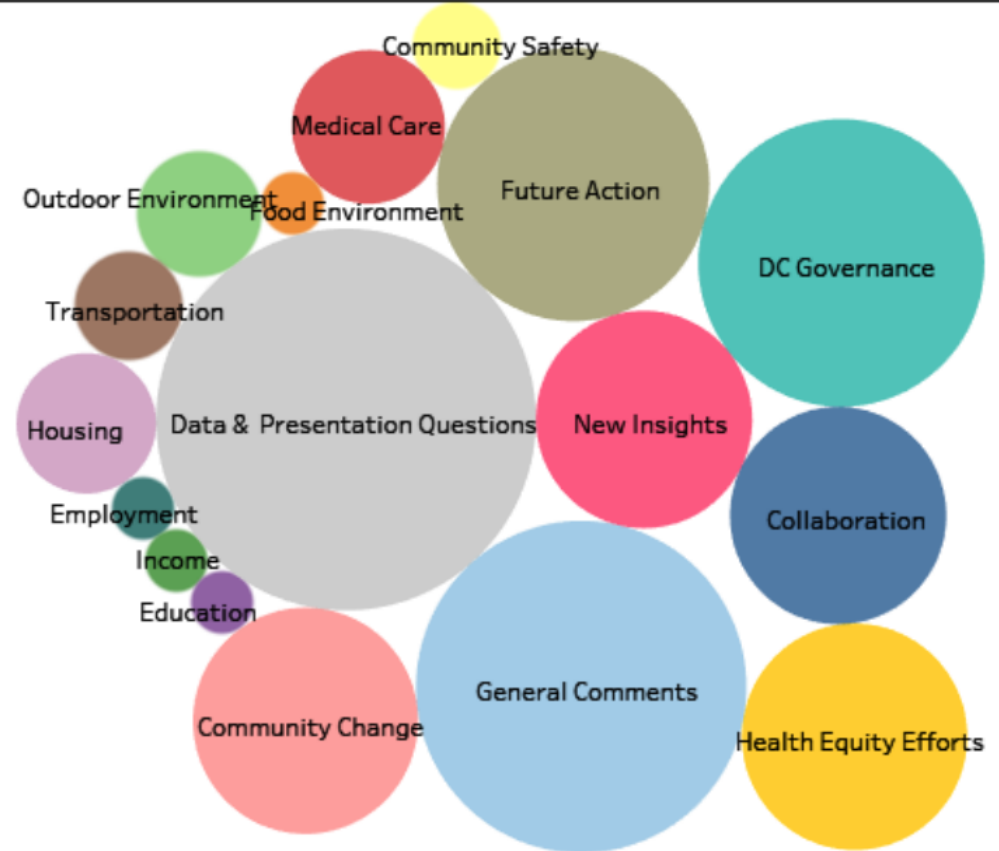 Community Safety
Medical Care
Future Action
Outdoor Environment
Food Environment
DC Governance
Transportation
Data &  Presentation Questions
New Insights
Housing
Employment
Collaboration
Income
Education
General Comments
Community Change
Health Equity Efforts